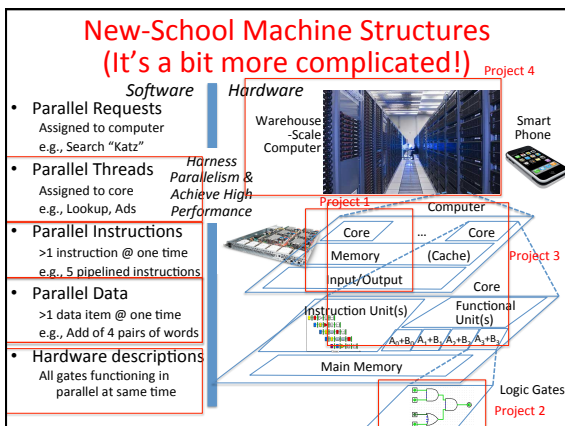 New-School Machine Structures
(It's a bit more complicated!)
Project 4
Software Hardware
• Parallel Requests
Assigned to computer
e.g., Search "Katz"
• Parallel Threads
Assigned to core
e.g., Lookup, Ads
• Parallel Instructions
>1 instruction @ one time
e.g., 5 pipelined instructions
• Parallel Data
>1 data item @ one time
e.g., Add of 4 pairs of words
• Hardware descriptions
All gates functioning in
parallel at same time
Harness
Parallelism &
Achieve High
Performance
Warehouse
-Scale
Computer
Smart
Phone
Project 1
Computer
Core ... Core
Memory (Cache)
Input/Output
Project 3
Core
Instruction Unit(s)
Functional
Unit(s)
A0+B0 A1+B1 A2+B2 A3+B3
Main Memory
Logic Gates
Project 2